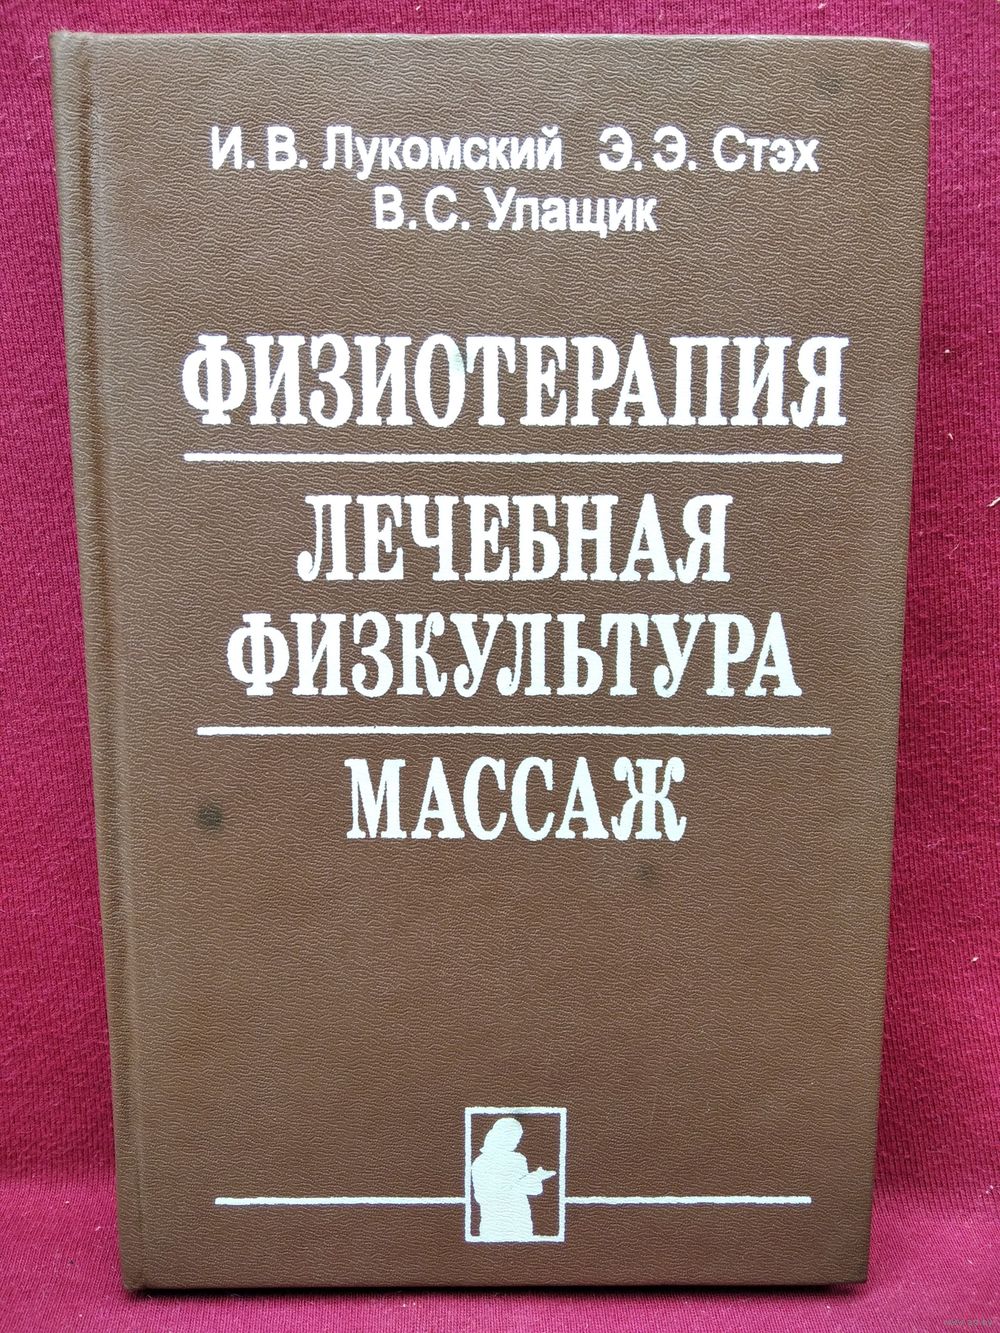 И. В. Лукомский Э. Э. Стэх
В. С. Улащик
ФИЗИОТЕРАПИЯ
ЛЕЧЕБНАЯ
ФИЗКУЛЬТУРА
МАССАЖ